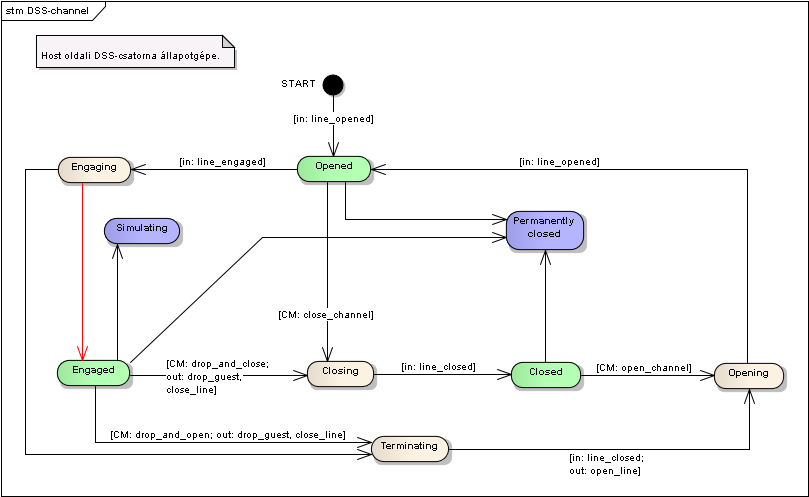 stm DSS-channel
Host oldali DSS-csatorna állapotgépe.
START
[in: line_opened]
Engaging
[in: line_engaged]
Opened
[in: line_opened]
Simulating
Permanently
closed
[CM: close_channel]
Engaged
[CM: drop_and_close;
out: drop_guest,
close_line]
Closing
[in: line_closed]
Closed
[CM: open_channel]
Opening
[CM: drop_and_open; out: drop_guest, close_line]
Terminating
[in: line_closed;
out: open_line]